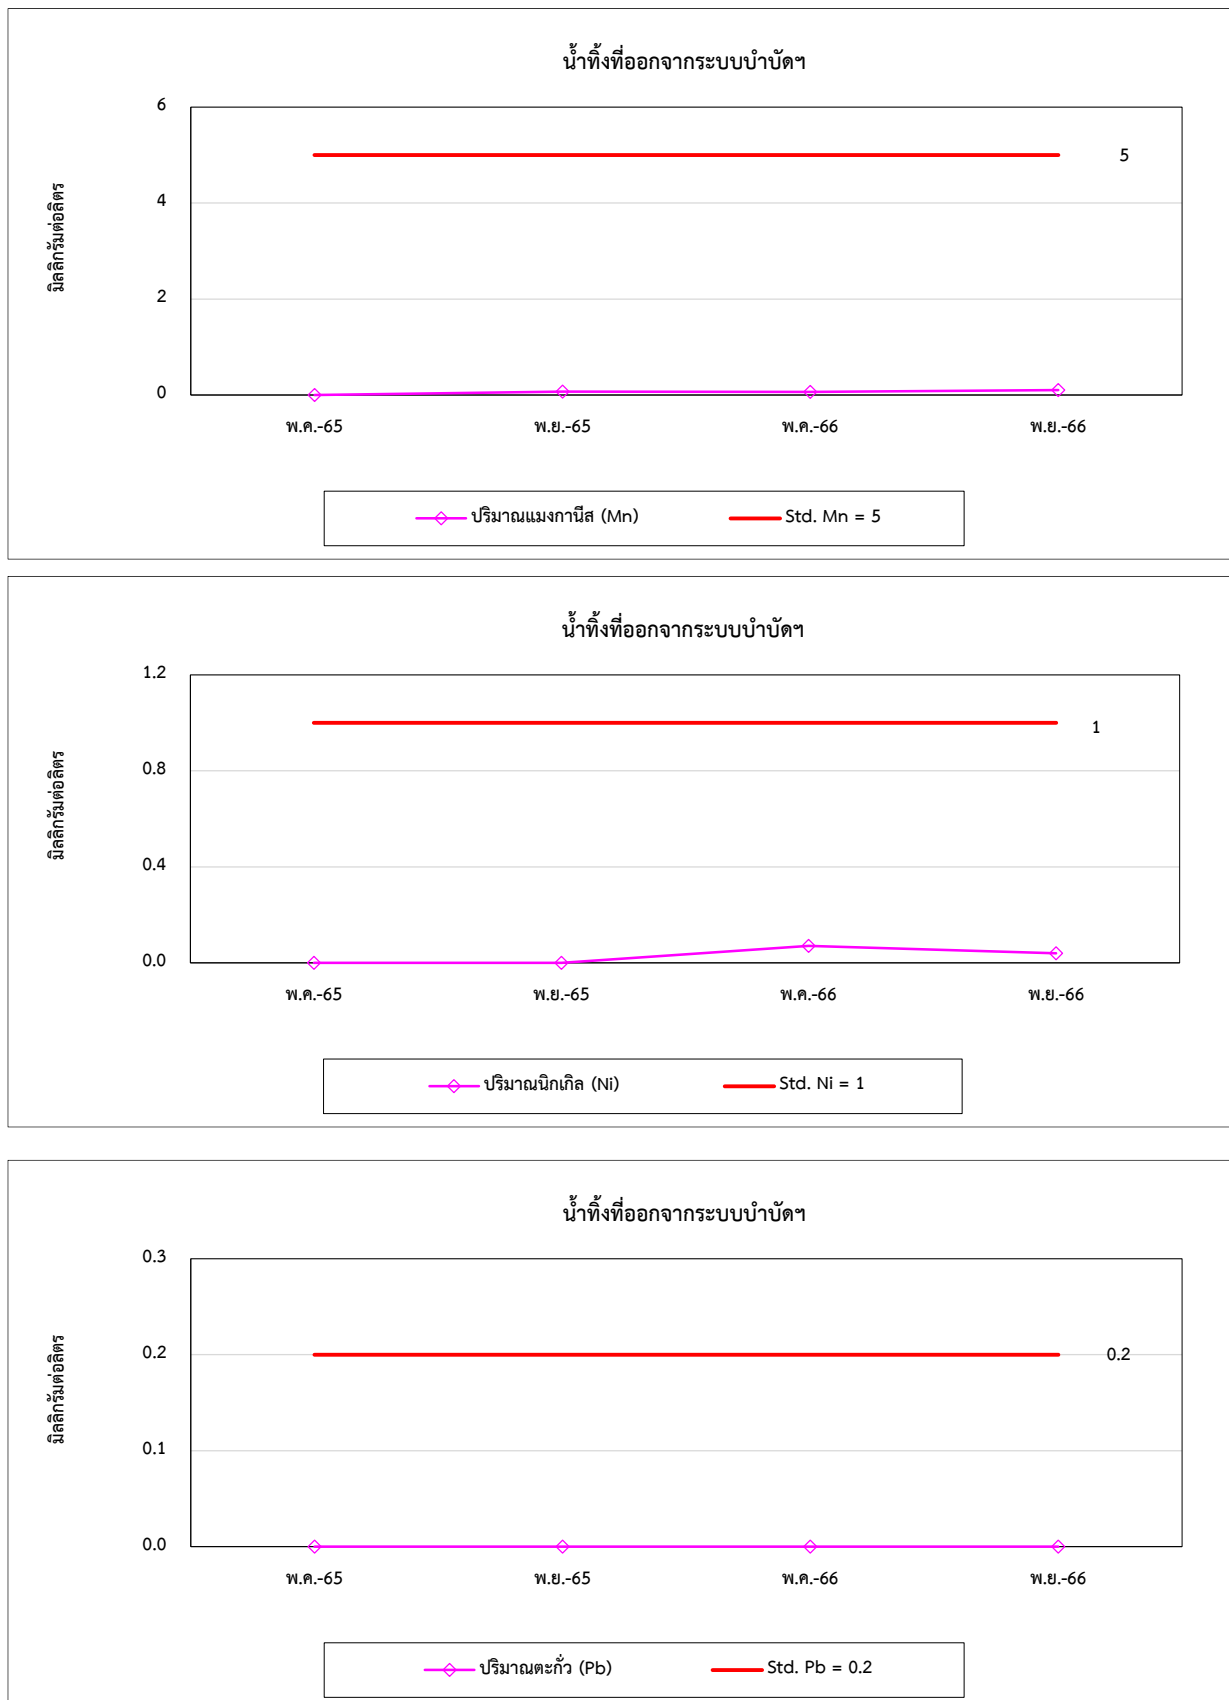 น้ำทิ้งที่ออกจากระบบบำบัดฯ
มิลลิกรัมต่อลิตร
6
5
4
2
0
พ.ค.-65 พ.ย.-65 พ.ค.-66 พ.ย.-66
ปริมาณแมงกานีส (Mn) Std. Mn = 5
น้ำทิ้งที่ออกจากระบบบำบัดฯ
มิลลิกรัมต่อลิตร
1.2
1
0.8
0.4
0.0
พ.ค.-65 พ.ย.-65 พ.ค.-66 พ.ย.-66
ปริมาณนิกเกิล (Ni) Std. Ni = 1
น้ำทิ้งที่ออกจากระบบบำบัดฯ
มิลลิกรัมต่อลิตร
0.3
0.2 0.2
0.1
0.0
พ.ค.-65 พ.ย.-65 พ.ค.-66 พ.ย.-66
ปริมาณตะกั่ว (Pb) Std. Pb = 0.2